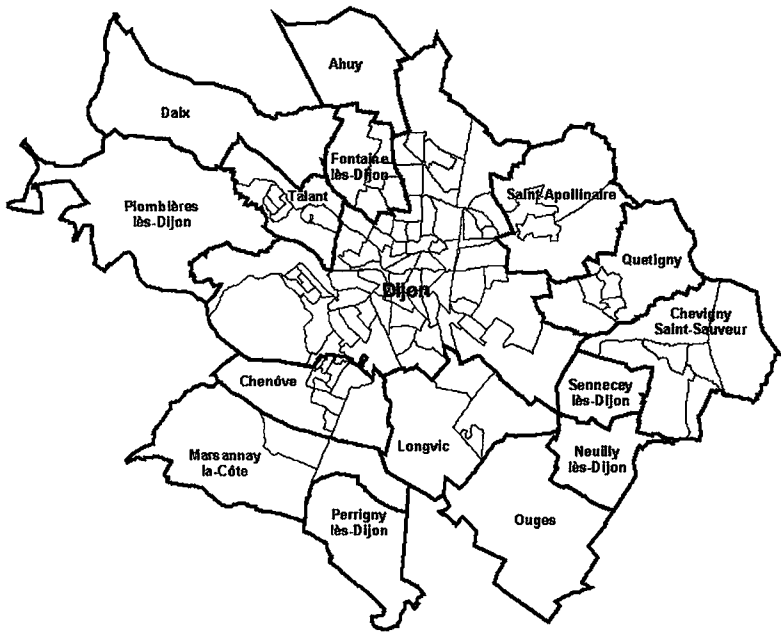 Ahuy
Daix
Fontaine
lès-Dijon
Talant
Saint-Apollinaire
Plombières
lès-Dijon
Quetigny
Dijon
Chevigny
Saint-Sauveur
Chenôve
Sennecey
lès-Dijon
Longvic
Marsannay
la-Côte
Neuilly
lès-Dijon
Perrigny
lès-Dijon
Ouges